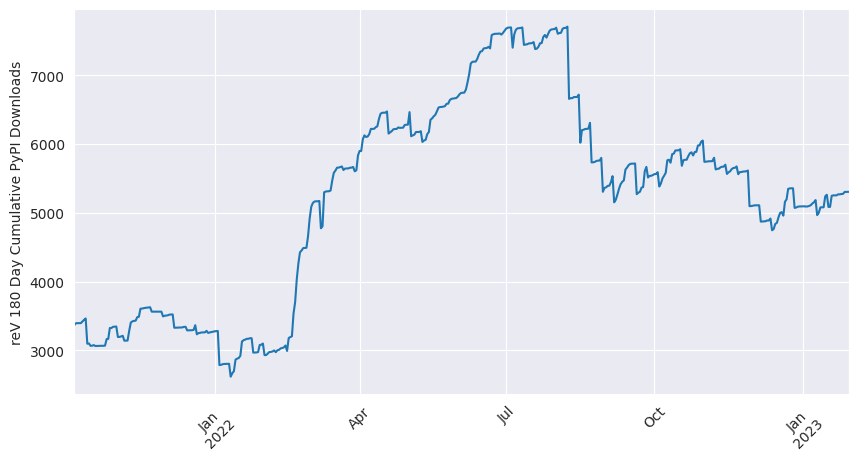 reV 180 Day Cumulative PyPI Downloads
7000
6000
5000
4000
3000
Jan
2022
Apr
Jul
Oct
Jan
2023